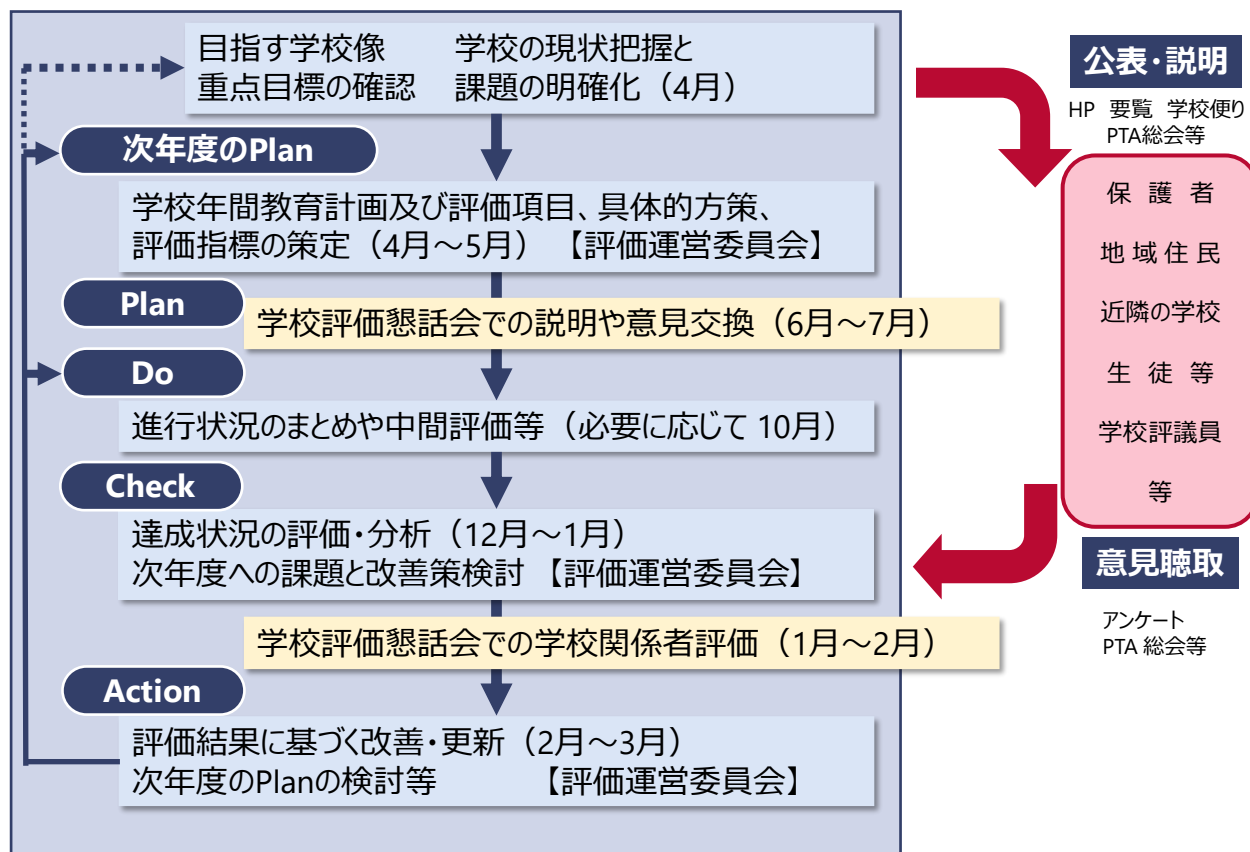 目指す学校像　　学校の現状把握と
重点目標の確認　課題の明確化（4月）
次年度のPlan
学校年間教育計画及び評価項目、具体的方策、
評価指標の策定（4月～5月）【評価運営委員会】
Plan
学校評価懇話会での説明や意見交換（6月～7月）
Do
進行状況のまとめや中間評価等（必要に応じて 10月）
Check
達成状況の評価・分析（12月～1月）
次年度への課題と改善策検討 【評価運営委員会】
学校評価懇話会での学校関係者評価（1月～2月）
Action
評価結果に基づく改善・更新（2月～3月）
次年度のPlanの検討等　　　【評価運営委員会】
公表・説明
HP 要覧 学校便り
PTA総会等
保 護 者
地 域 住 民
近隣の学校
生 徒 等
学校評議員
等
意見聴取
アンケート
PTA 総会等